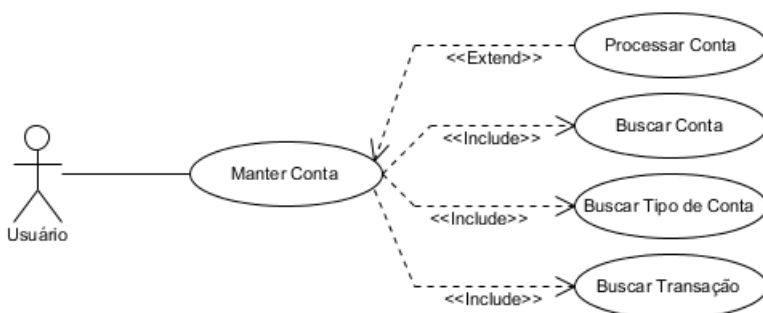 Processar Conta
<<Extend>>
Buscar Conta
<<Include>>
Manter Conta
Buscar Tipo de Conta
<<Include>>
Usuário
Buscar Transação
<<Include>>